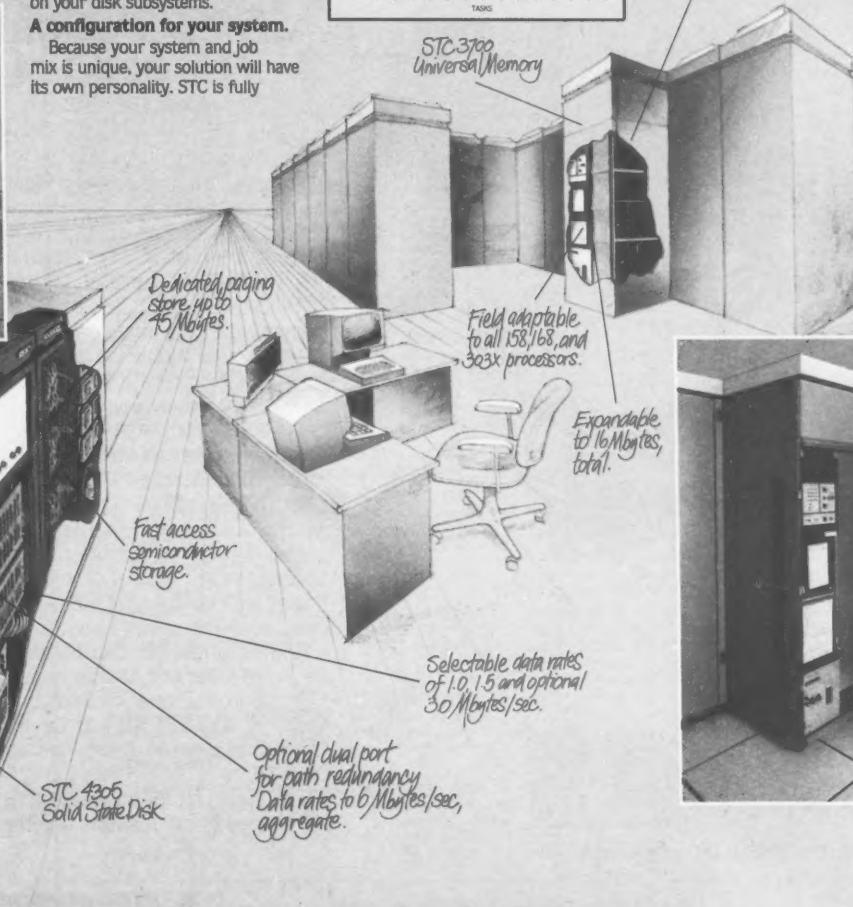 on your disk subsystems.
A configuration for your system.
Because your system and job
mix is unique, your solution will have
its own personality. STC is fully
TASKS
STC 3700
Universal Memory
Dedicated paging
store up to
45 Mbytes.
Field adaptable
to all 158, 168, and
303x processors.
Expandable
to 16 Mbytes,
total.
Fast access
semiconductor
storage.
Selectable data rates
of 1.0, 1.5 and optional
3.0 Mbytes/sec.
Optional dual port
for path redundancy
Data rates to 6 Mbytes/sec,
aggregate.
STC 4305
Solid State Disk